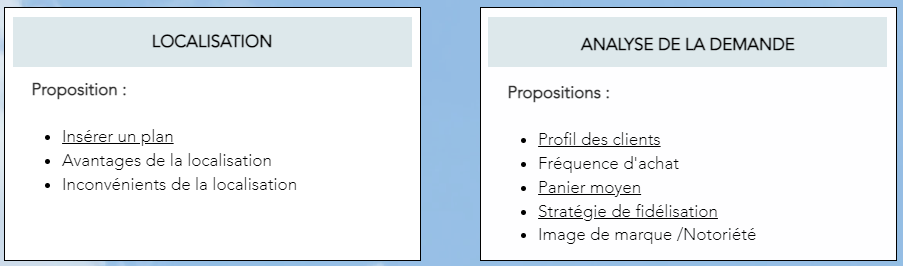 LOCALISATION
Proposition :
• Insérer un plan
• Avantages de la localisation
• Inconvénients de la localisation
ANALYSE DE LA DEMANDE
Propositions :
• Profil des clients
• Fréquence d'achat
• Panier moyen
• Stratégie de fidélisation
• Image de marque /Notoriété